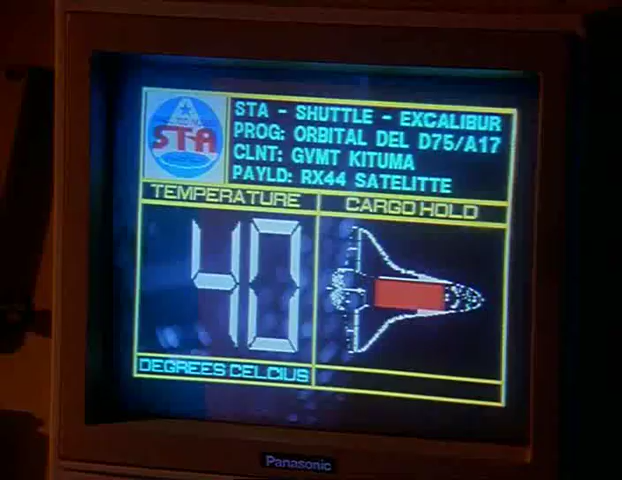 STA
STA - SHUTTLE - EXCALIBUR
PROG: ORBITAL DEL D75/A17
CLNT: GVMT KITUMA
PAYLD: RX44 SATELITTE
TEMPERATURE
CARGO HOLD
40
DEGREES CELCIUS
Panasonic